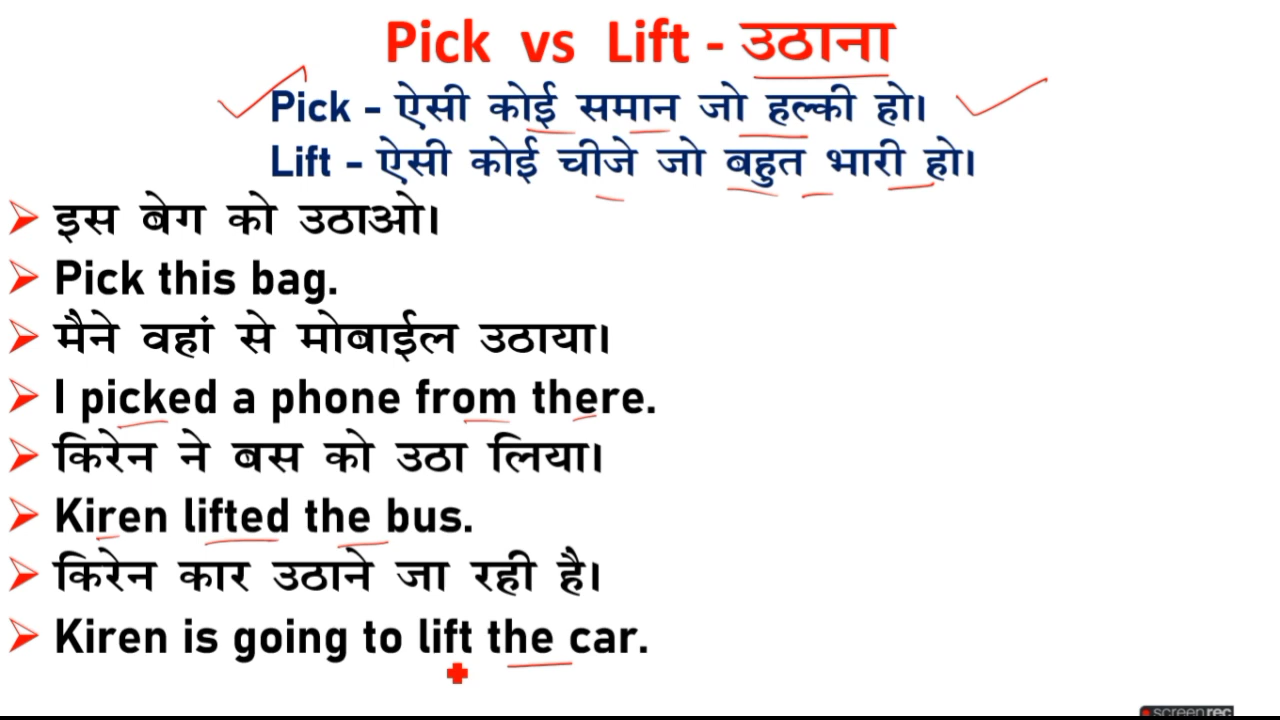 Pick vs Lift - उठाना
Pick - ऐसी कोई समान जो हल्की हो।
Lift - ऐसी कोई चीजे जो बहुत भारी हो।
इस बेग को उठाओ।
Pick this bag.
मैने वहां से मोबाईल उठाया।
I picked a phone from there.
किरेन ने बस को उठा लिया।
Kiren lifted the bus.
किरेन कार उठाने जा रही है।
Kiren is going to lift the car.
screenrec